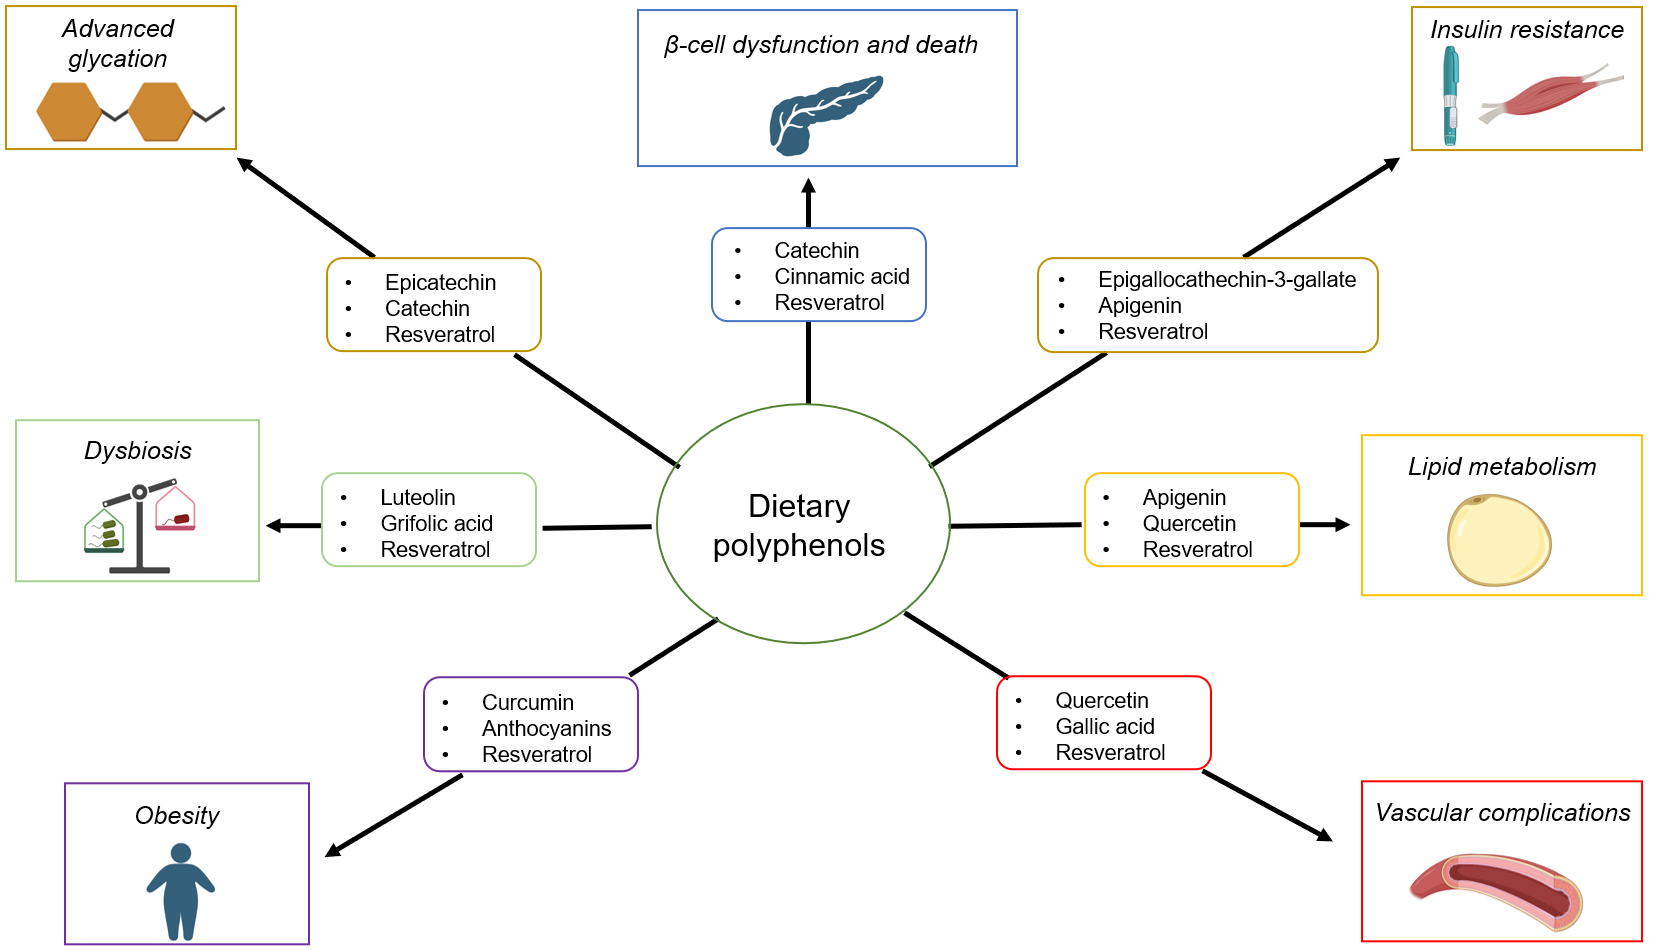 Advanced
glycation
β-cell dysfunction and death
Insulin resistance
• Epicatechin
• Catechin
• Resveratrol
• Catechin
• Cinnamic acid
• Resveratrol
• Epigallocathechin-3-gallate
• Apigenin
• Resveratrol
Dysbiosis
• Luteolin
• Grifolic acid
• Resveratrol
Dietary
polyphenols
• Apigenin
• Quercetin
• Resveratrol
Lipid metabolism
• Curcumin
• Anthocyanins
• Resveratrol
• Quercetin
• Gallic acid
• Resveratrol
Obesity
Vascular complications